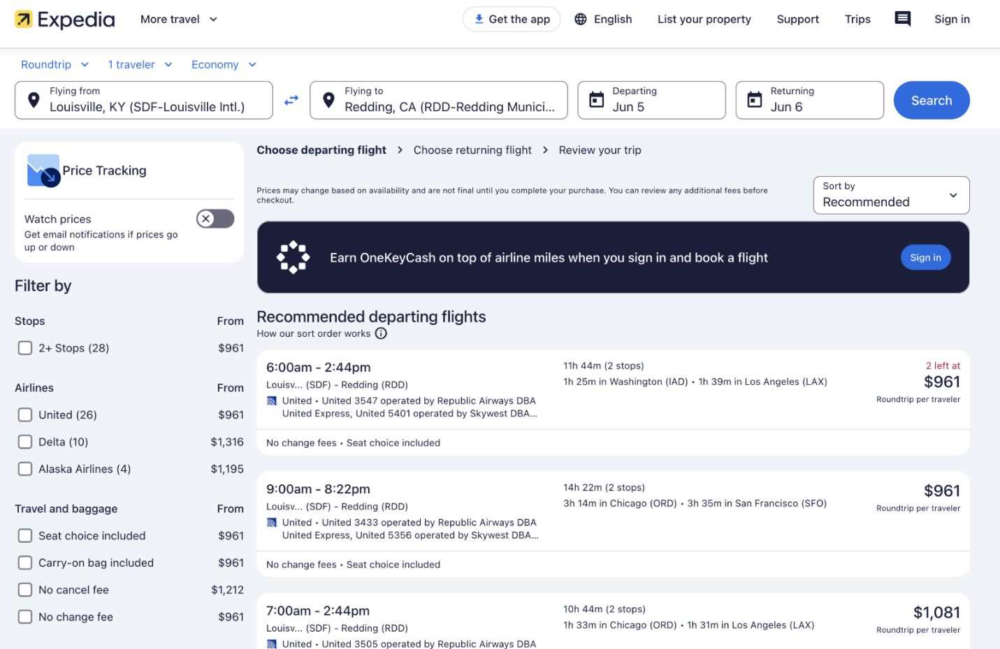 Expedia
More travel
Get the app
English
List your property
Support
Trips
Sign in
Roundtrip
1 traveler
Economy
Flying from
Louisville, KY (SDF-Louisville Intl.)
Flying to
Redding, CA (RDD-Redding Munici...
Departing
Jun 5
Returning
Jun 6
Search
Price Tracking
Watch prices
Get email notifications if prices go
up or down
Filter by
Stops From
2+ Stops (28) $961
Airlines From
United (26) $961
Delta (10) $1,316
Alaska Airlines (4) $1,195
Travel and baggage From
Seat choice included $961
Carry-on bag included $961
No cancel fee $1,212
No change fee $961
Choose departing flight > Choose returning flight > Review your trip
Prices may change based on availability and are not final until you complete your purchase. You can review any additional fees before
checkout.
Sort by
Recommended
Earn OneKeyCash on top of airline miles when you sign in and book a flight
Sign in
Recommended departing flights
How our sort order works
6:00am - 2:44pm
Louisv... (SDF) - Redding (RDD)
United • United 3547 operated by Republic Airways DBA
United Express, United 5401 operated by Skywest DBA...
11h 44m (2 stops)
1h 25m in Washington (IAD) • 1h 39m in Los Angeles (LAX)
2 left at
$961
Roundtrip per traveler
No change fees • Seat choice included
9:00am - 8:22pm
Louisv... (SDF) - Redding (RDD)
United • United 3433 operated by Republic Airways DBA
United Express, United 5356 operated by Skywest DBA...
14h 22m (2 stops)
3h 14m in Chicago (ORD) • 3h 35m in San Francisco (SFO)
$961
Roundtrip per traveler
No change fees • Seat choice included
7:00am - 2:44pm
Louisv... (SDF) - Redding (RDD)
United • United 3505 operated by Republic Airways DBA
10h 44m (2 stops)
1h 33m in Chicago (ORD) • 1h 31m in Los Angeles (LAX)
$1,081
Roundtrip per traveler